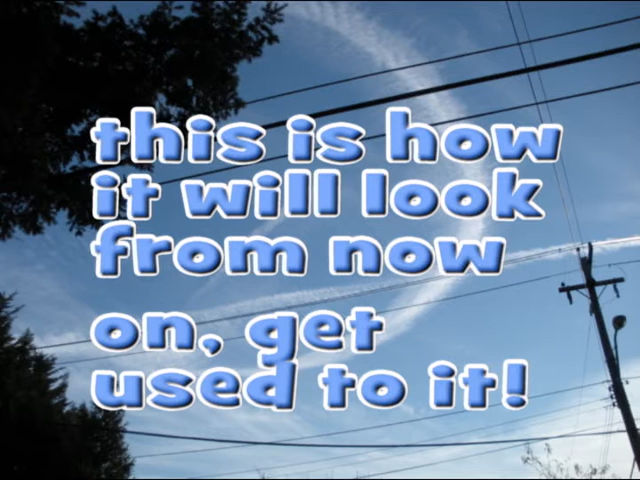 this is how
it will look
from now
on, get
used to it!